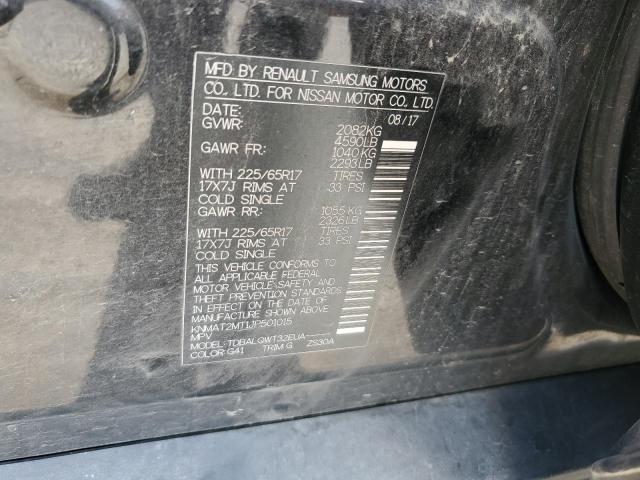 MFD BY RENAULT SAMSUNG MOTORS
CO. LTD. FOR NISSAN MOTOR CO. LTD.
DATE: 08/17
GVWR: 2082KG
4590LB
GAWR FR: 1040KG
2293LB
WITH 225/65R17 TIRES
17X7J RIMS AT 33 PSI
COLD SINGLE
GAWR RR: 1055KG
2326LB
WITH 225/65R17 TIRES
17X7J RIMS AT 33 PSI
COLD SINGLE
THIS VEHICLE CONFORMS TO
ALL APPLICABLE FEDERAL
MOTOR VEHICLE SAFETY AND
THEFT PREVENTION STANDARDS
IN EFFECT ON THE DATE OF
MANUFACTURE SHOWN ABOVE
KNMAT2MT1JP501015
MPV
MODEL: TDBALQWT32EUA
COLOR: G41 TRIM G ZS30A